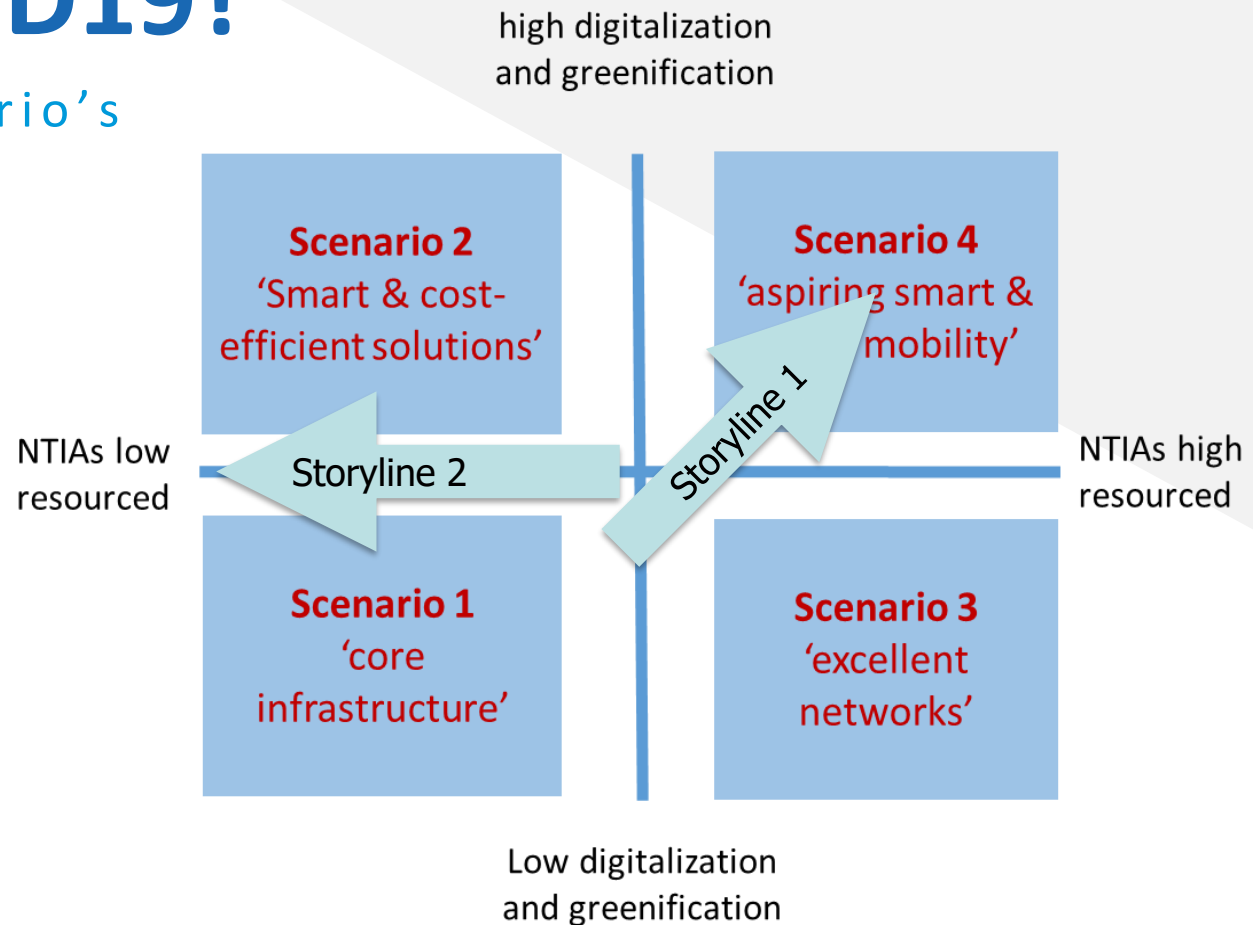 D19?
rio’s
high digitalization
and greenification
Scenario 2
‘Smart & cost-
efficient solutions’
Scenario 4
‘aspiring smart &
mobility’
Storyline 1
NTIAs low
resourced
Storyline 2
NTIAs high
resourced
Scenario 1
‘core
infrastructure’
Scenario 3
‘excellent
networks’
Low digitalization
and greenification